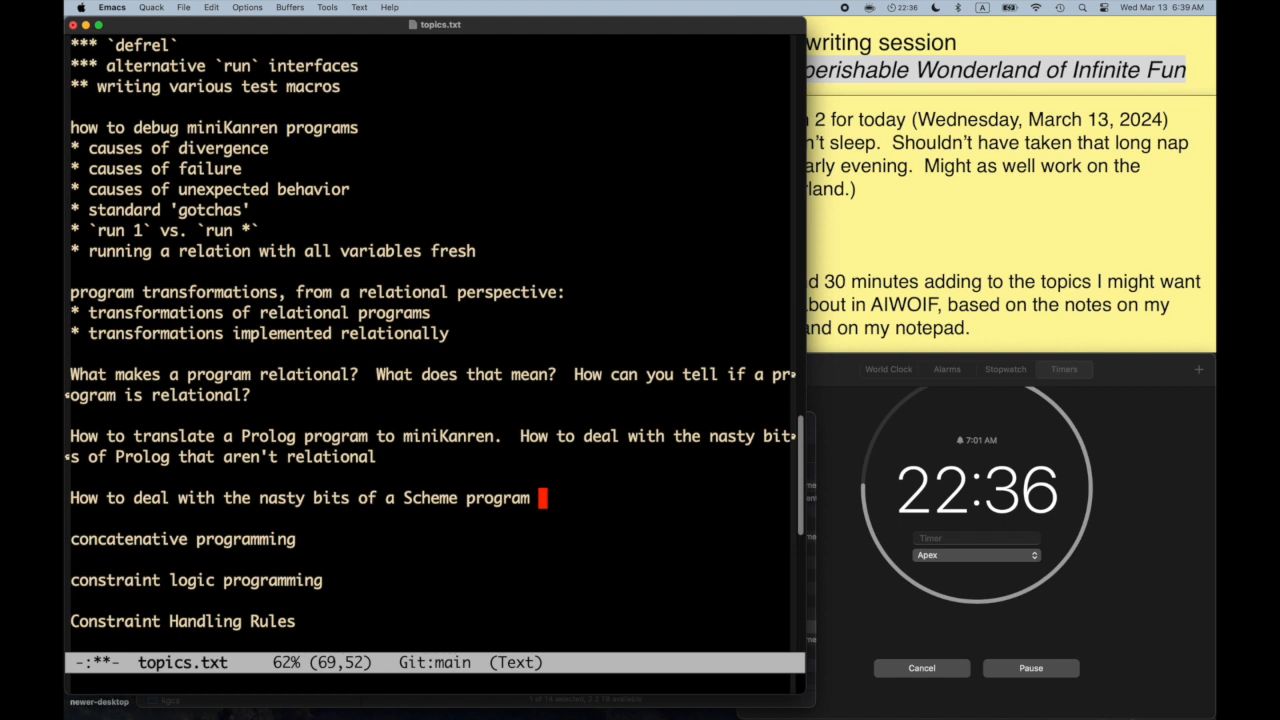 Emacs Quack File Edit Options Buffers Tools Text Help 22:36 A Wed Mar 13 6:39 AM
topics.txt
*** `defrel`
*** alternative `run` interfaces
** writing various test macros
how to debug miniKanren programs
* causes of divergence
* causes of failure
* causes of unexpected behavior
* standard 'gotchas'
* `run 1` vs. `run *`
* running a relation with all variables fresh
program transformations, from a relational perspective:
* transformations of relational programs
* transformations implemented relationally
What makes a program relational?  What does that mean?  How can you tell if a pr
ogram is relational?
How to translate a Prolog program to miniKanren.  How to deal with the nasty bit
s of Prolog that aren't relational
How to deal with the nasty bits of a Scheme program
concatenative programming
constraint logic programming
Constraint Handling Rules
-:**-  topics.txt  62% (69,52)  Git:main  (Text)
newer-desktop
writing session
perishable Wonderland of Infinite Fun
2 for today (Wednesday, March 13, 2024)
n't sleep.  Shouldn't have taken that long nap
arly evening.  Might as well work on the
land.)
d 30 minutes adding to the topics I might want
bout in AIWOIF, based on the notes on my
and on my notepad.
World Clock Alarms Stopwatch Timers +
7:01 AM
22:36
Timer
Apex
Cancel Pause